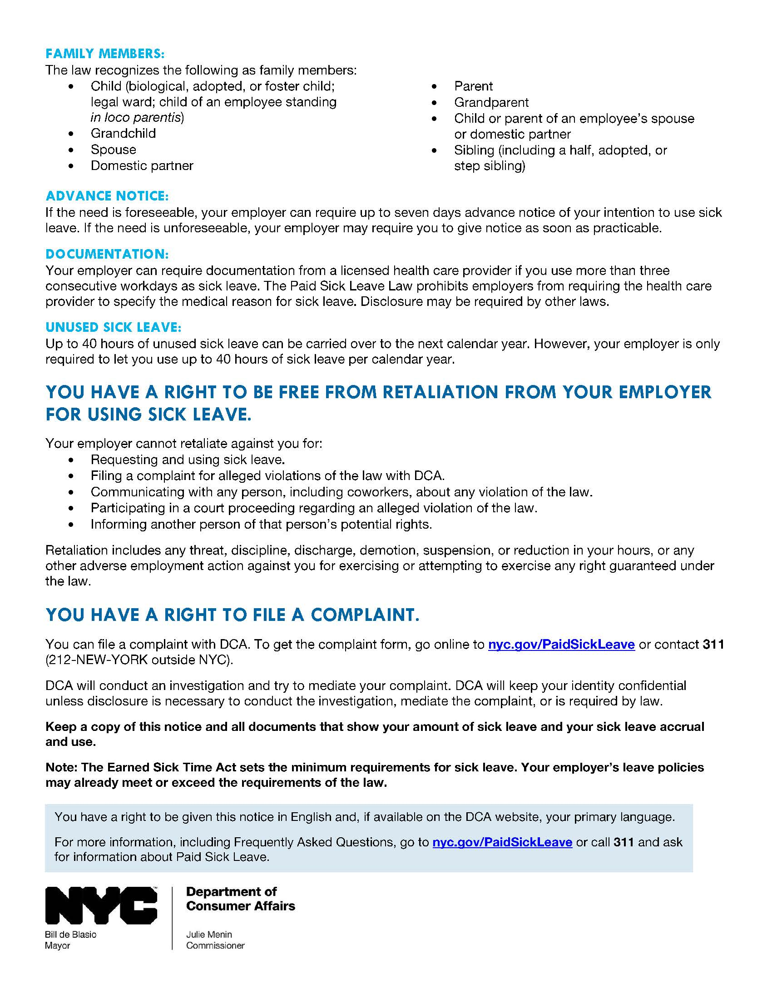 FAMILY MEMBERS:
The law recognizes the following as family members:
• Child (biological, adopted, or foster child;
legal ward; child of an employee standing
in loco parentis)
• Grandchild
• Spouse
• Domestic partner
• Parent
• Grandparent
• Child or parent of an employee’s spouse
or domestic partner
• Sibling (including a half, adopted, or
step sibling)
ADVANCE NOTICE:
If the need is foreseeable, your employer can require up to seven days advance notice of your intention to use sick
leave. If the need is unforeseeable, your employer may require you to give notice as soon as practicable.
DOCUMENTATION:
Your employer can require documentation from a licensed health care provider if you use more than three
consecutive workdays as sick leave. The Paid Sick Leave Law prohibits employers from requiring the health care
provider to specify the medical reason for sick leave. Disclosure may be required by other laws.
UNUSED SICK LEAVE:
Up to 40 hours of unused sick leave can be carried over to the next calendar year. However, your employer is only
required to let you use up to 40 hours of sick leave per calendar year.
YOU HAVE A RIGHT TO BE FREE FROM RETALIATION FROM YOUR EMPLOYER
FOR USING SICK LEAVE.
Your employer cannot retaliate against you for:
• Requesting and using sick leave.
• Filing a complaint for alleged violations of the law with DCA.
• Communicating with any person, including coworkers, about any violation of the law.
• Participating in a court proceeding regarding an alleged violation of the law.
• Informing another person of that person’s potential rights.
Retaliation includes any threat, discipline, discharge, demotion, suspension, or reduction in your hours, or any
other adverse employment action against you for exercising or attempting to exercise any right guaranteed under
the law.
YOU HAVE A RIGHT TO FILE A COMPLAINT.
You can file a complaint with DCA. To get the complaint form, go online to nyc.gov/PaidSickLeave or contact 311
(212-NEW-YORK outside NYC).
DCA will conduct an investigation and try to mediate your complaint. DCA will keep your identity confidential
unless disclosure is necessary to conduct the investigation, mediate the complaint, or is required by law.
Keep a copy of this notice and all documents that show your amount of sick leave and your sick leave accrual
and use.
Note: The Earned Sick Time Act sets the minimum requirements for sick leave. Your employer’s leave policies
may already meet or exceed the requirements of the law.
You have a right to be given this notice in English and, if available on the DCA website, your primary language.
For more information, including Frequently Asked Questions, go to nyc.gov/PaidSickLeave or call 311 and ask
for information about Paid Sick Leave.
NYC™
Bill de Blasio
Mayor
Department of
Consumer Affairs
Julie Menin
Commissioner